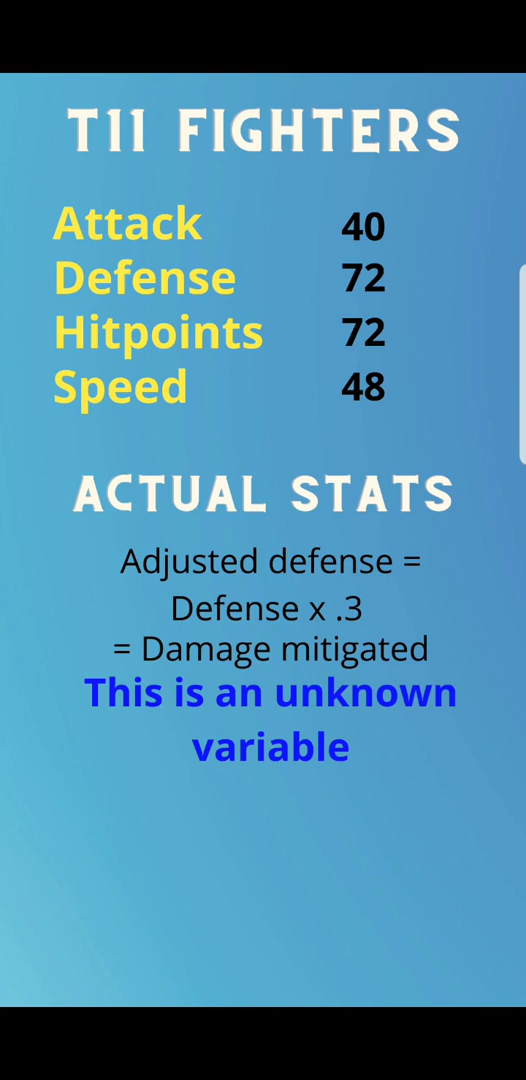 T11 FIGHTERS
Attack 40
Defense 72
Hitpoints 72
Speed 48
ACTUAL STATS
Adjusted defense =
Defense x .3
= Damage mitigated
This is an unknown
variable